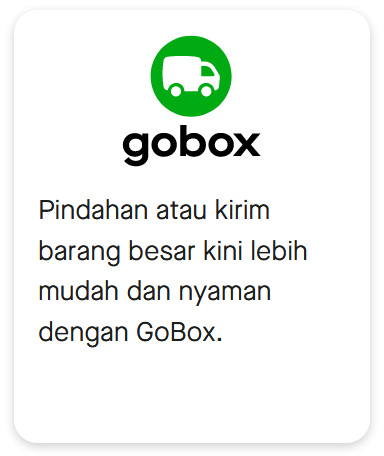 gobox
Pindahan atau kirim
barang besar kini lebih
mudah dan nyaman
dengan GoBox.